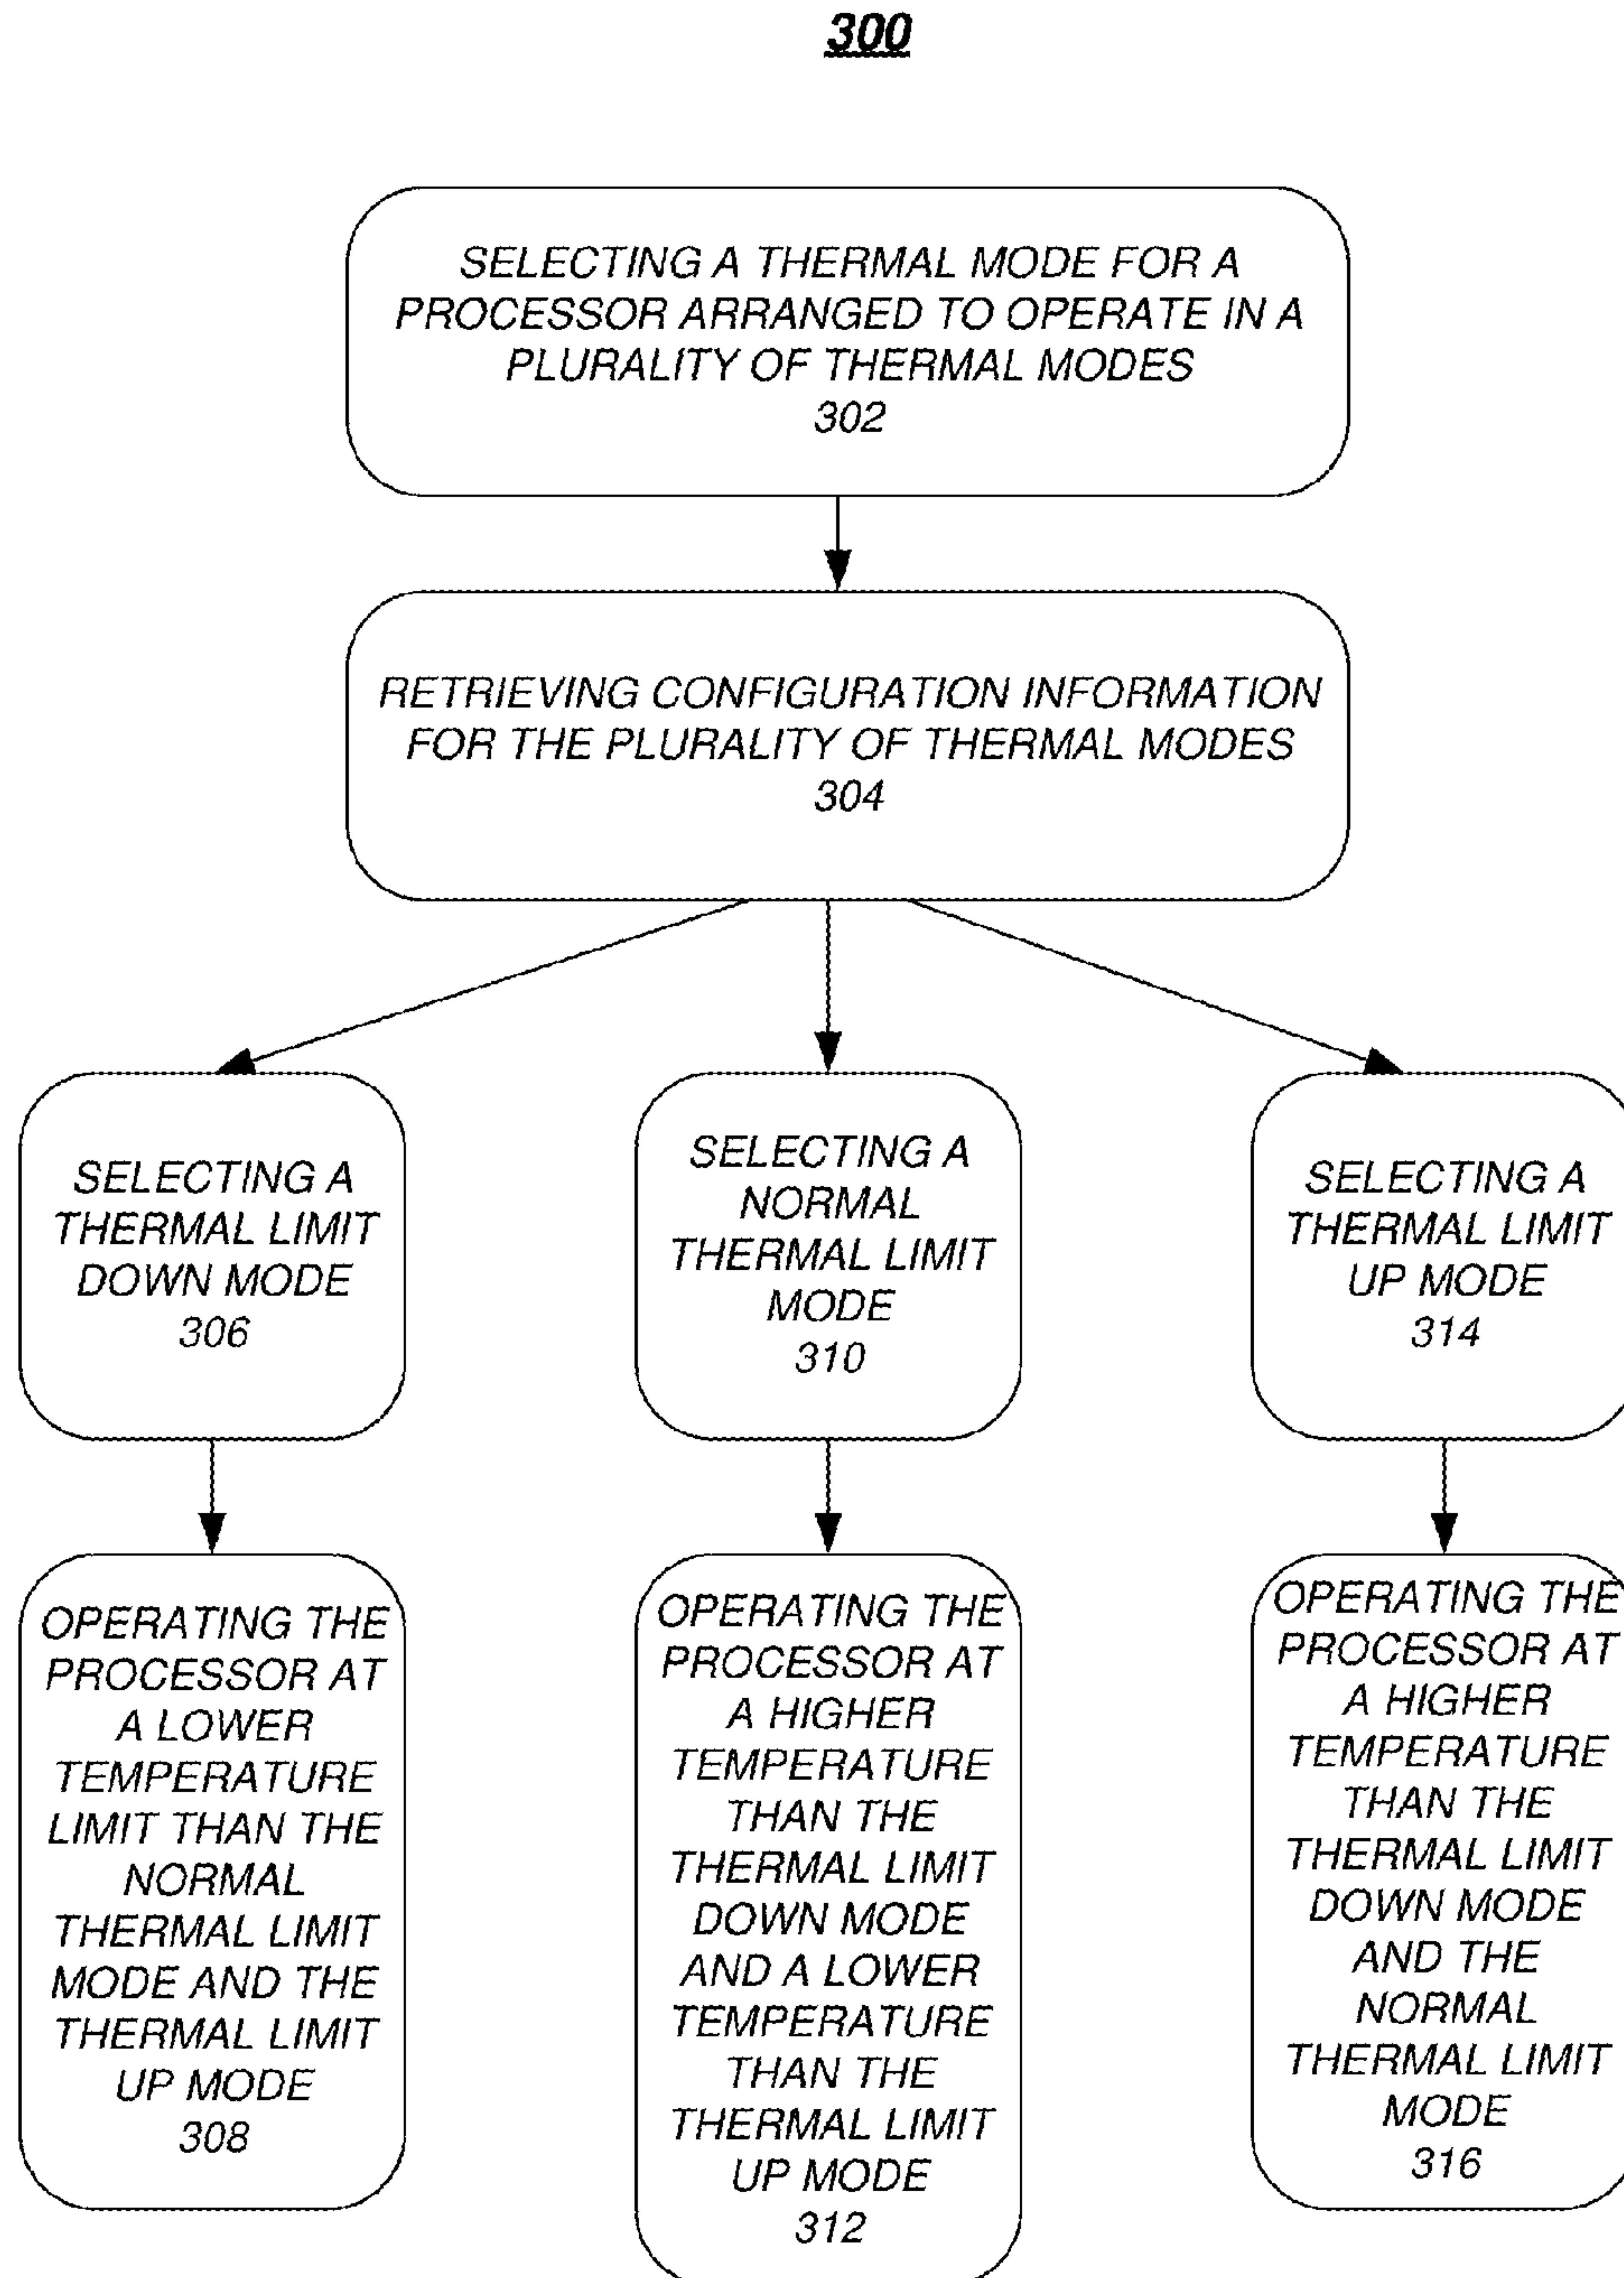 300
SELECTING A THERMAL MODE FOR A
PROCESSOR ARRANGED TO OPERATE IN A
PLURALITY OF THERMAL MODES
302
RETRIEVING CONFIGURATION INFORMATION
FOR THE PLURALITY OF THERMAL MODES
304
SELECTING A
THERMAL LIMIT
DOWN MODE
306
SELECTING A
NORMAL
THERMAL LIMIT
MODE
310
SELECTING A
THERMAL LIMIT
UP MODE
314
OPERATING THE
PROCESSOR AT
A LOWER
TEMPERATURE
LIMIT THAN THE
NORMAL
THERMAL LIMIT
MODE AND THE
THERMAL LIMIT
UP MODE
308
OPERATING THE
PROCESSOR AT
A HIGHER
TEMPERATURE
THAN THE
THERMAL LIMIT
DOWN MODE
AND A LOWER
TEMPERATURE
THAN THE
THERMAL LIMIT
UP MODE
312
OPERATING THE
PROCESSOR AT
A HIGHER
TEMPERATURE
THAN THE
THERMAL LIMIT
DOWN MODE
AND THE
NORMAL
THERMAL LIMIT
MODE
316